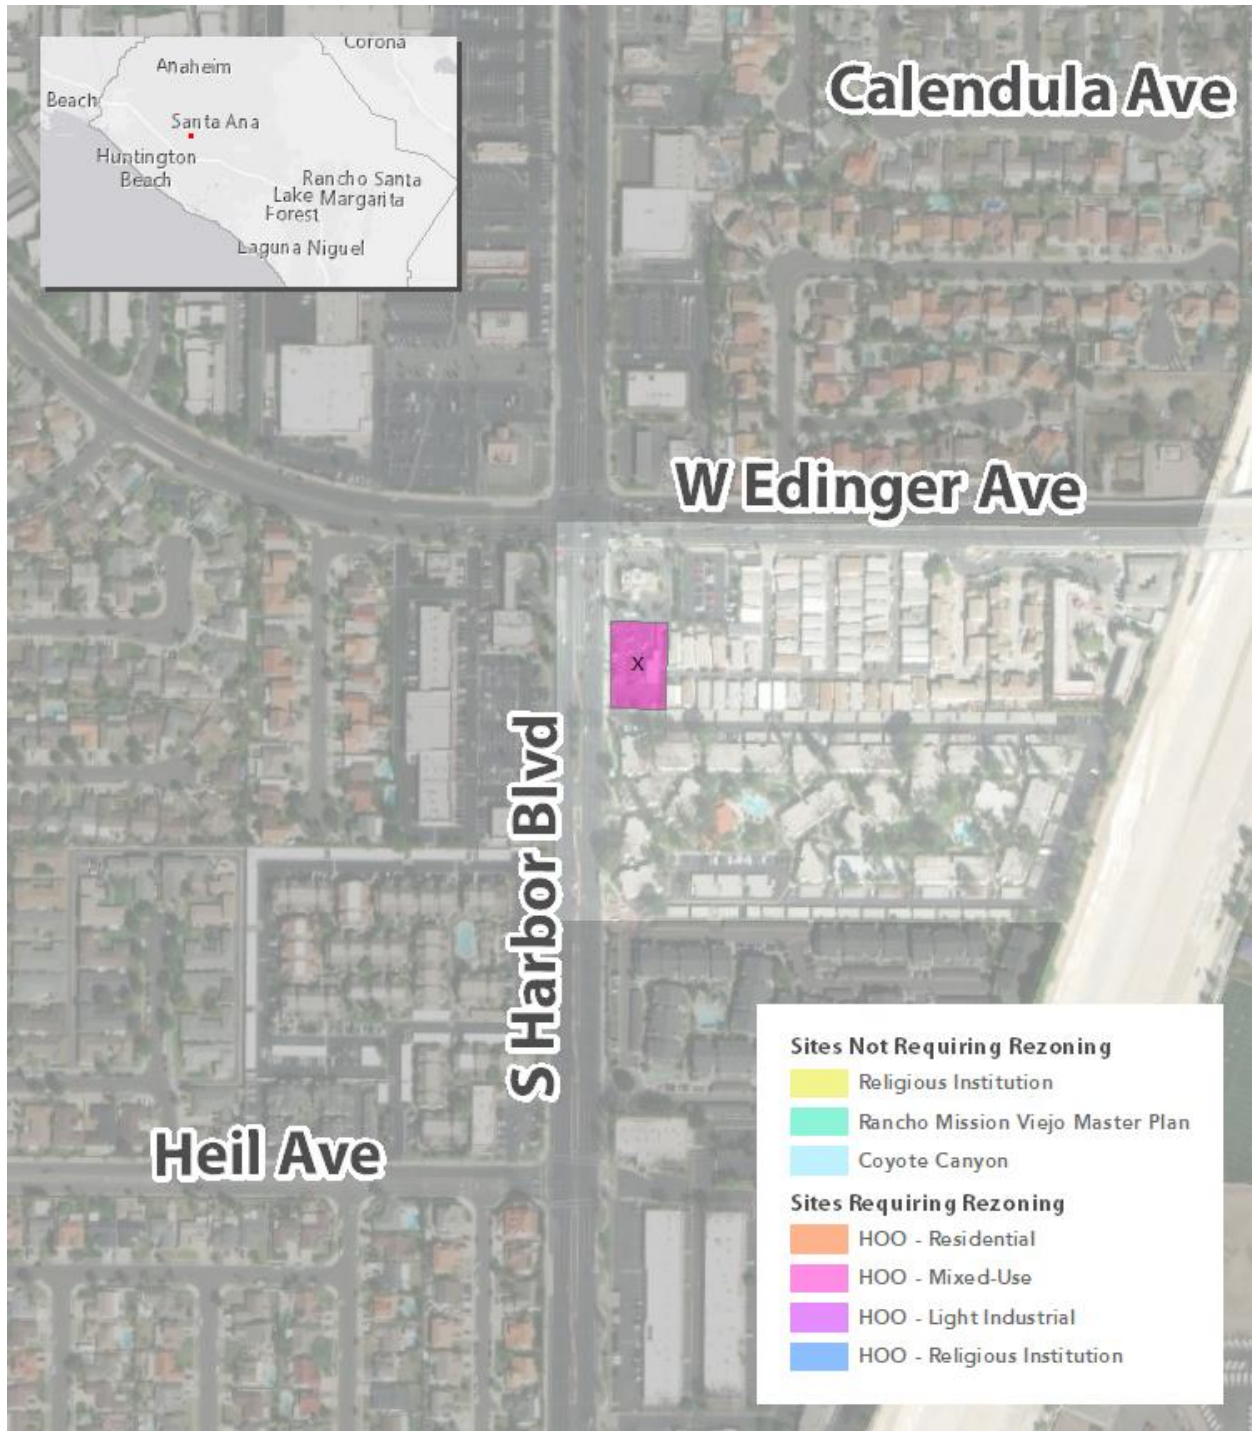 Corona
Anaheim
Beach
Santa Ana
Huntington
Beach
Rancho Santa
Lake Margarita
Forest
Laguna Niguel
Calendula Ave
W Edinger Ave
X
S Harbor Blvd
Heil Ave
Sites Not Requiring Rezoning
Religious Institution
Rancho Mission Viejo Master Plan
Coyote Canyon
Sites Requiring Rezoning
HOO - Residential
HOO - Mixed-Use
HOO - Light Industrial
HOO - Religious Institution